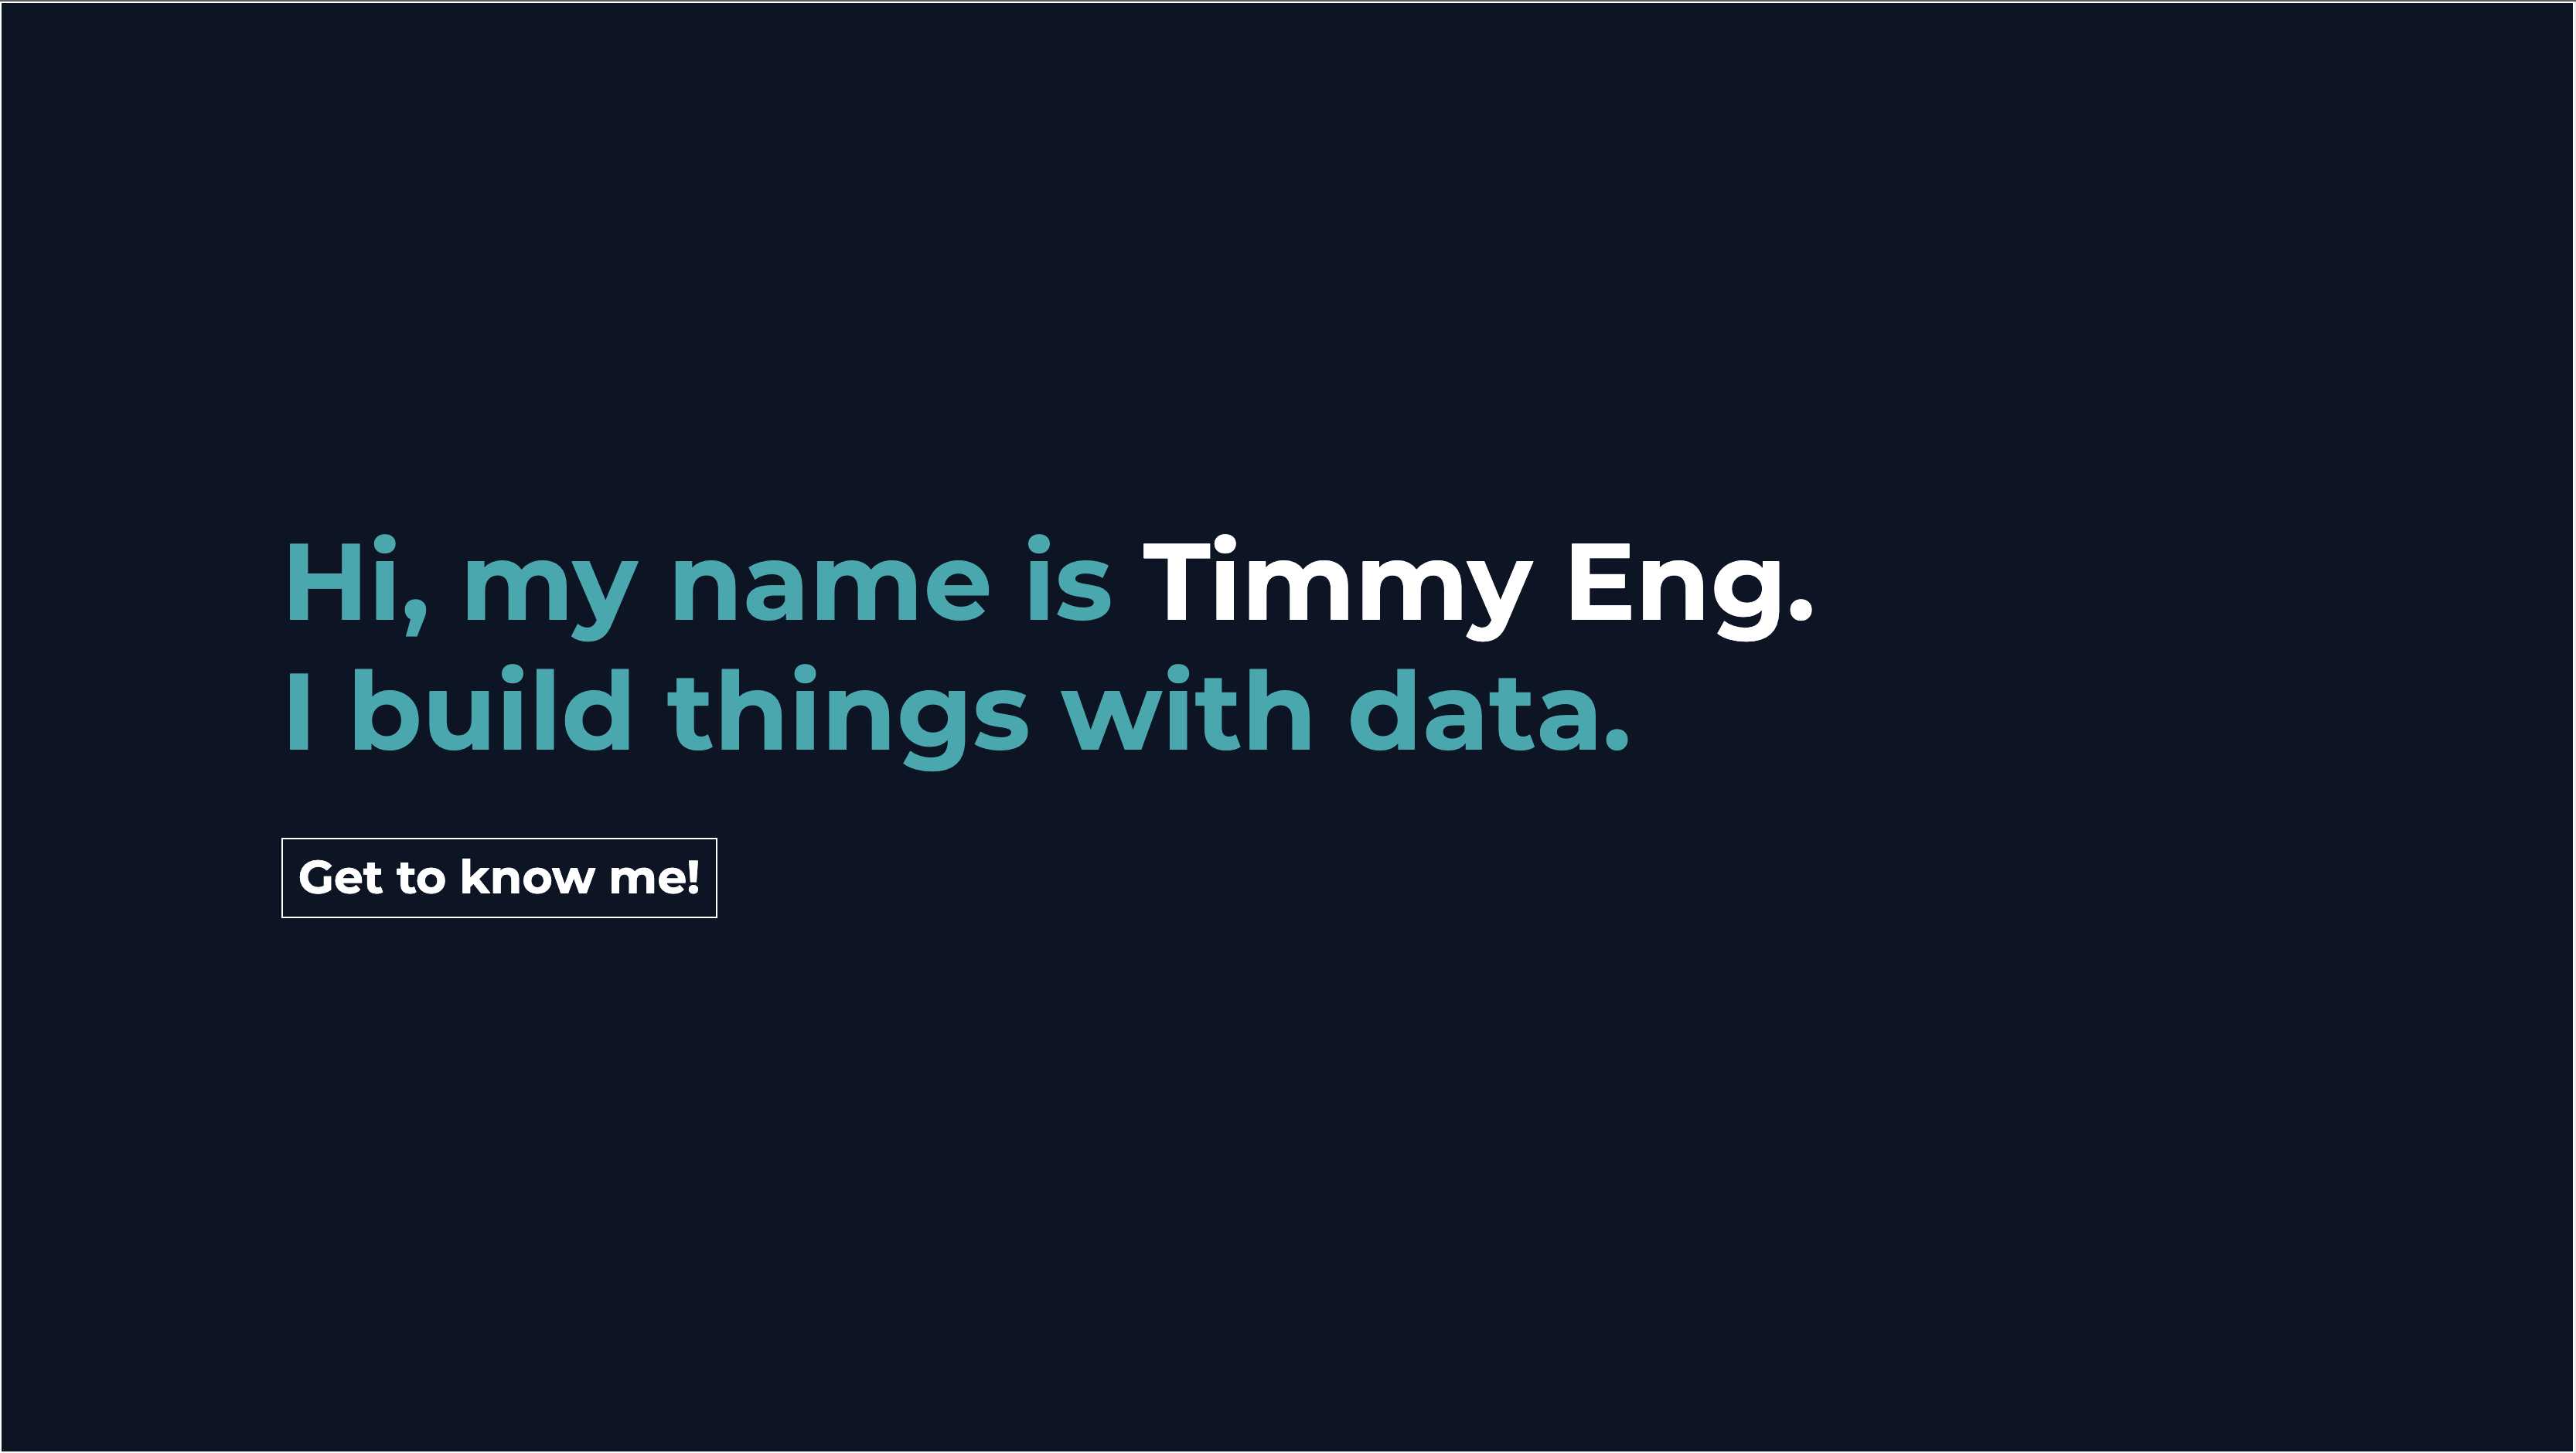 Hi, my name is Timmy Eng.
I build things with data.
Get to know me!